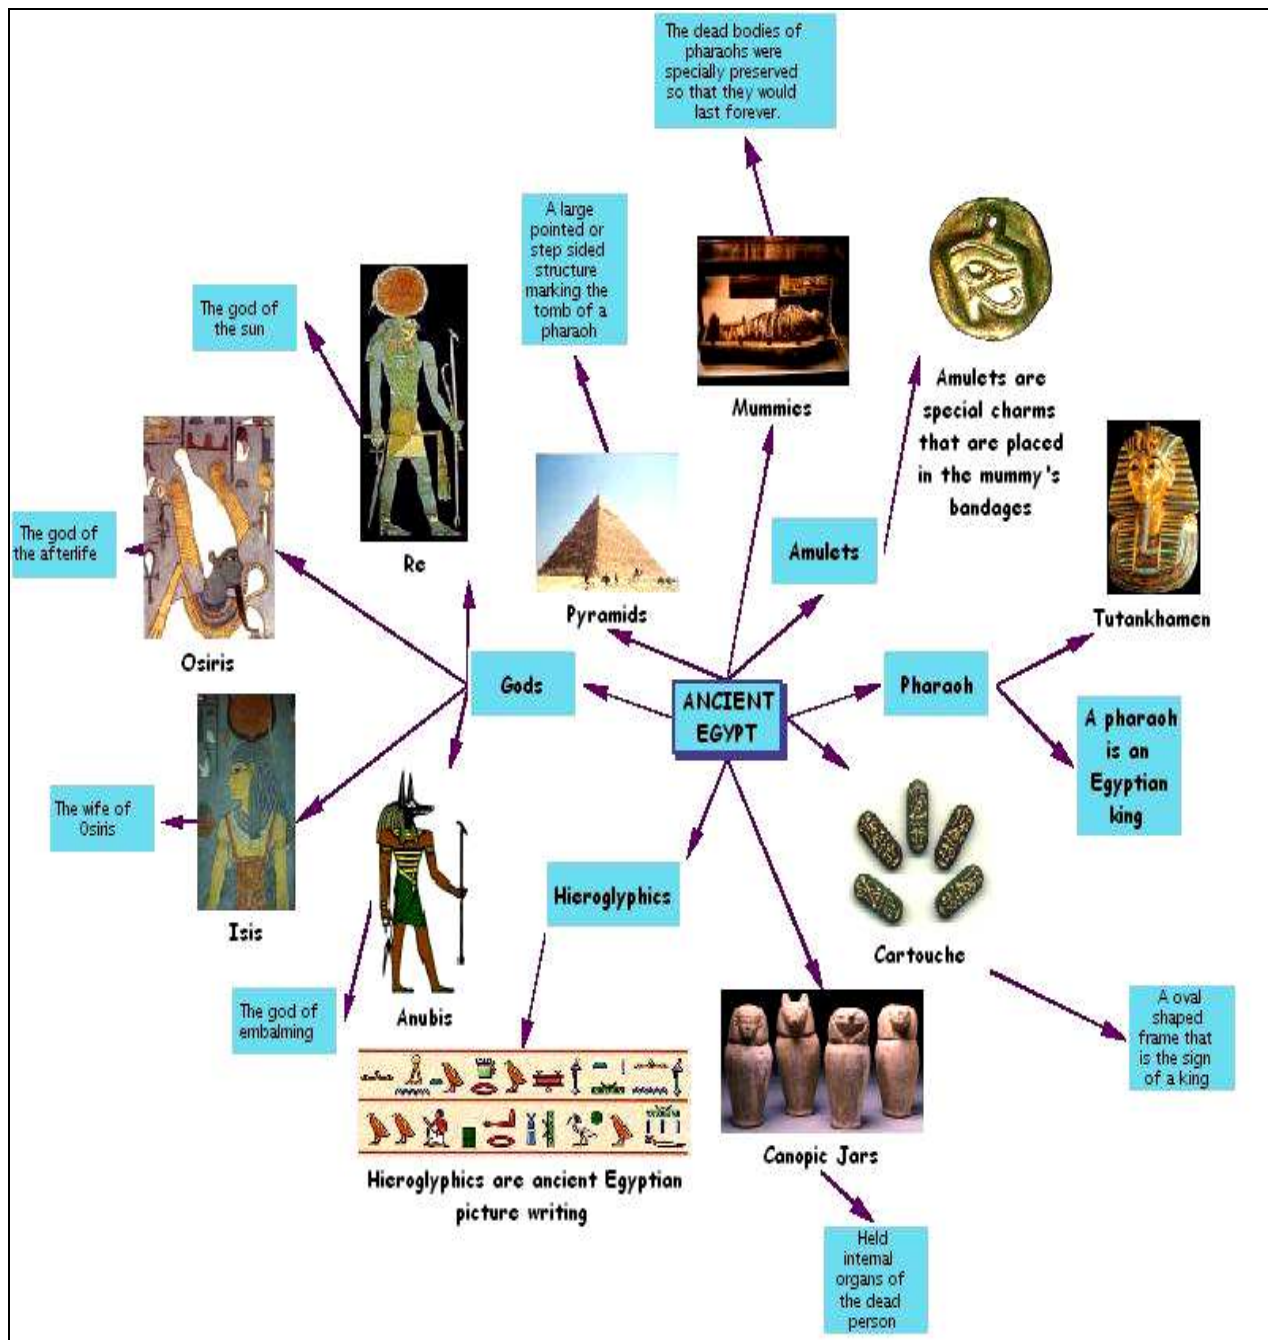 The dead bodies of
pharaohs were
specially preserved
so that they would
last forever.
A large
pointed or
step sided
structure
marking the
tomb of a
pharaoh
The god of
the sun
Mummies
Amulets are
special charms
that are placed
in the mummy's
bandages
The god of
the afterlife
Re
Amulets
Pyramids
Tutankhamen
Osiris
Gods
ANCIENT
EGYPT
Pharaoh
A pharaoh
is an
Egyptian
king
The wife of
Osiris
Isis
Hieroglyphics
Cartouche
The god of
embalming
Anubis
A oval
shaped
frame that
is the sign
of a king
Hieroglyphics are ancient Egyptian
picture writing
Canopic Jars
Held
internal
organs of
the dead
person